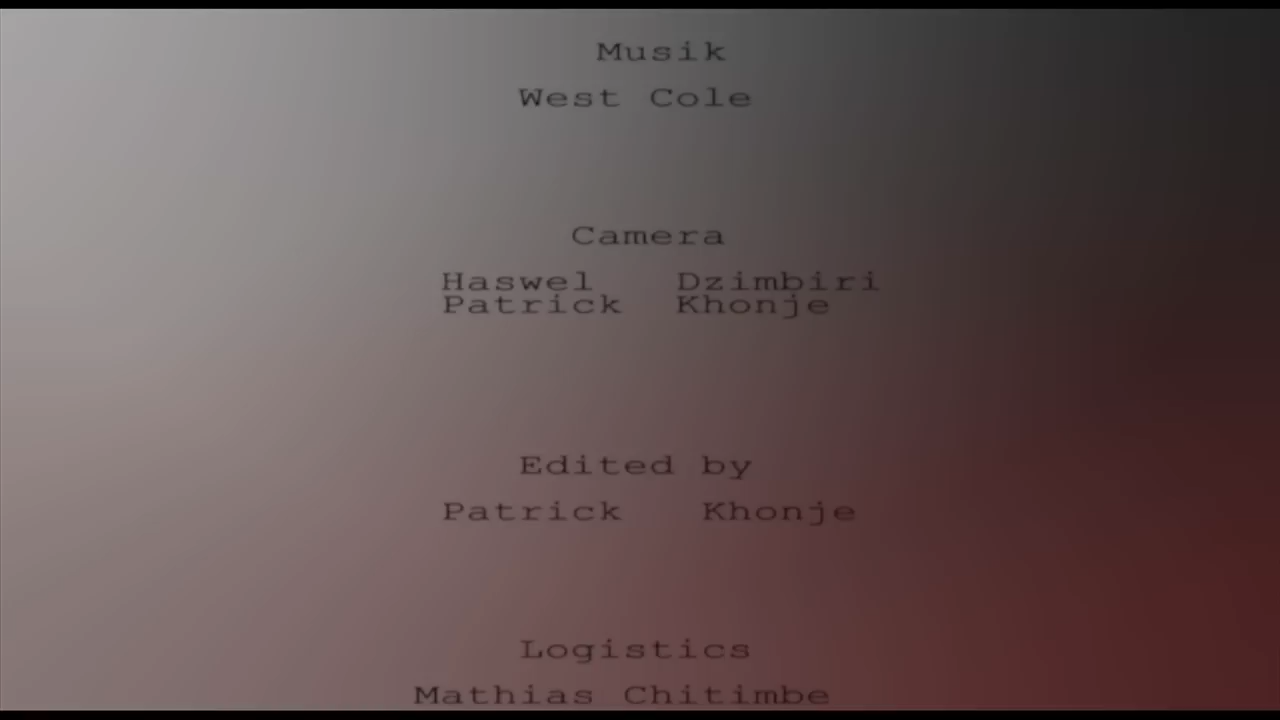 Musik
West Cole
Camera
Haswel Dzimbiri
Patrick Khonje
Edited by
Patrick Khonje
Logistics
Mathias Chitimbe